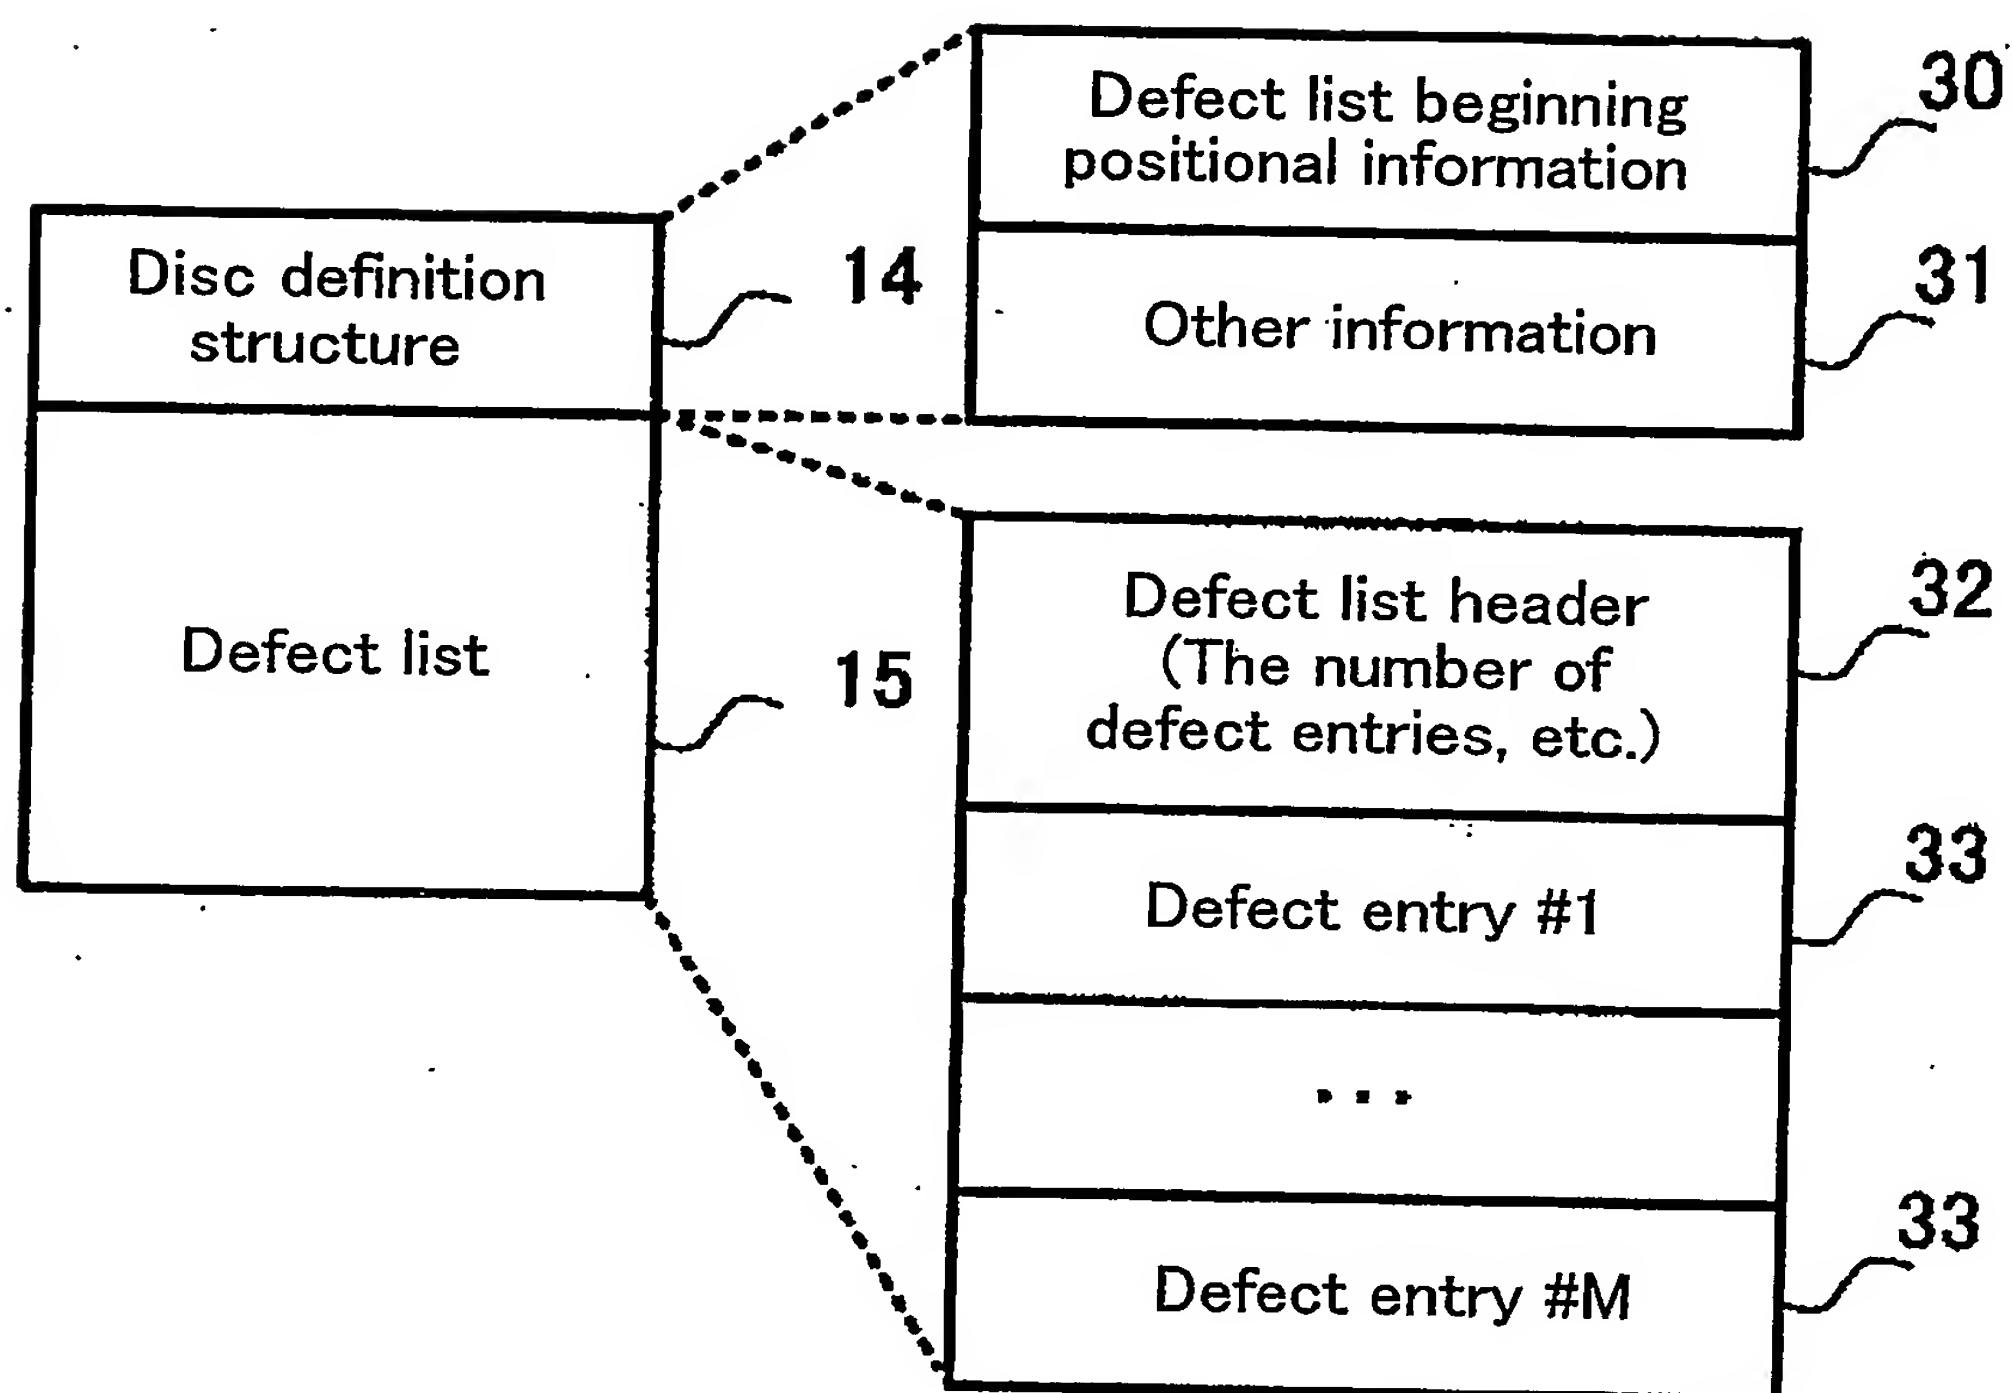 Disc definition
structure
14
Defect list
15
Defect list beginning
positional information
30
Other information
31
Defect list header
(The number of
defect entries, etc.)
32
Defect entry #1
33
...
Defect entry #M
33